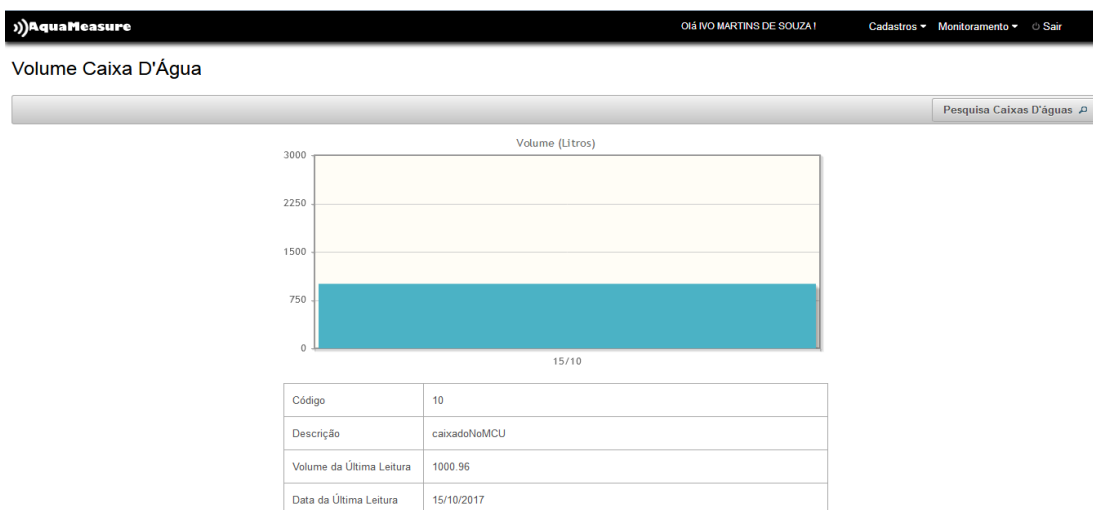 AquaMeasure Olá IVO MARTINS DE SOUZA ! Cadastros Monitoramento Sair
Volume Caixa D'Água
Pesquisa Caixas D'águas
Volume (Litros)
3000
2250
1500
750
0
15/10
Código 10
Descrição caixadoNoMCU
Volume da Última Leitura 1000.96
Data da Última Leitura 15/10/2017